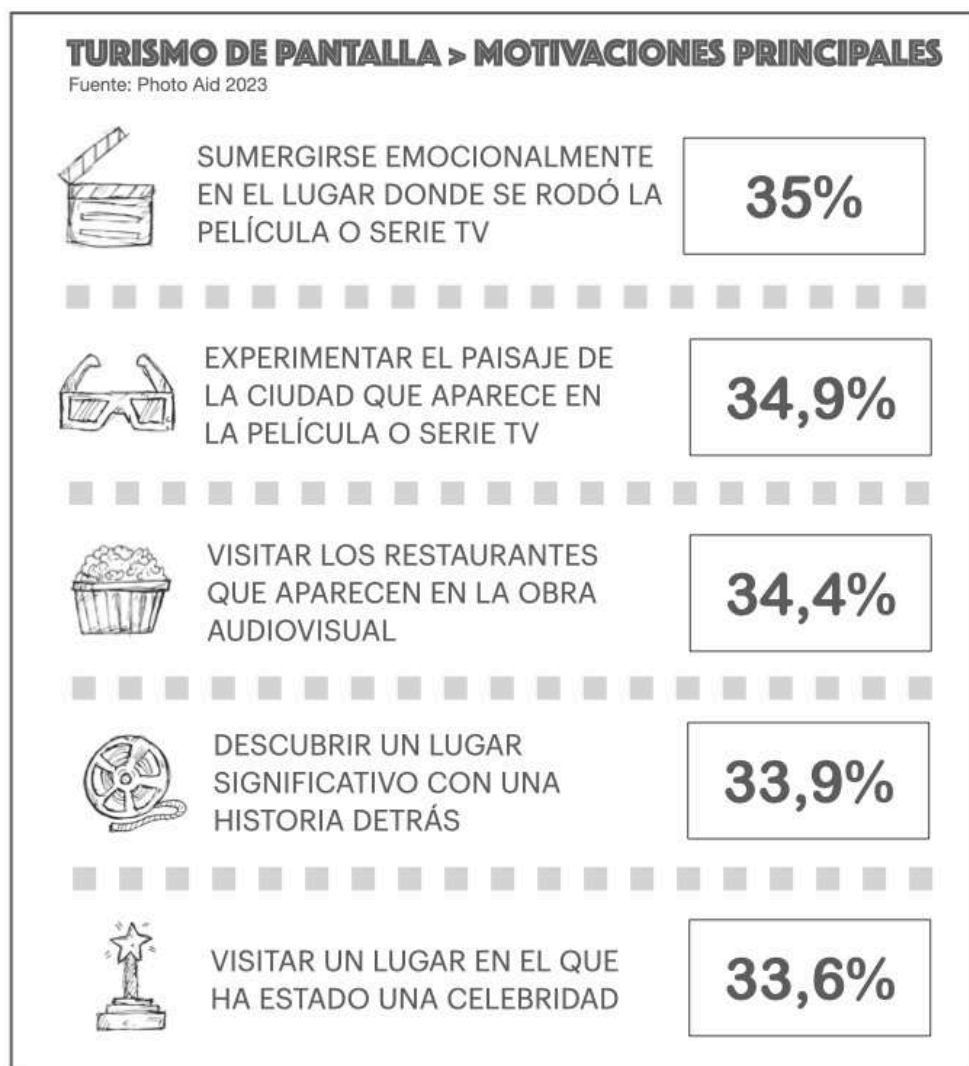 TURISMO DE PANTALLA > MOTIVACIONES PRINCIPALES
Fuente: Photo Aid 2023
SUMERGIRSE EMOCIONALMENTE
EN EL LUGAR DONDE SE RODÓ LA
PELÍCULA O SERIE TV
35%
EXPERIMENTAR EL PAISAJE DE
LA CIUDAD QUE APARECE EN
LA PELÍCULA O SERIE TV
34,9%
VISITAR LOS RESTAURANTES
QUE APARECEN EN LA OBRA
AUDIOVISUAL
34,4%
DESCUBRIR UN LUGAR
SIGNIFICATIVO CON UNA
HISTORIA DETRÁS
33,9%
VISITAR UN LUGAR EN EL QUE
HA ESTADO UNA CELEBRIDAD
33,6%